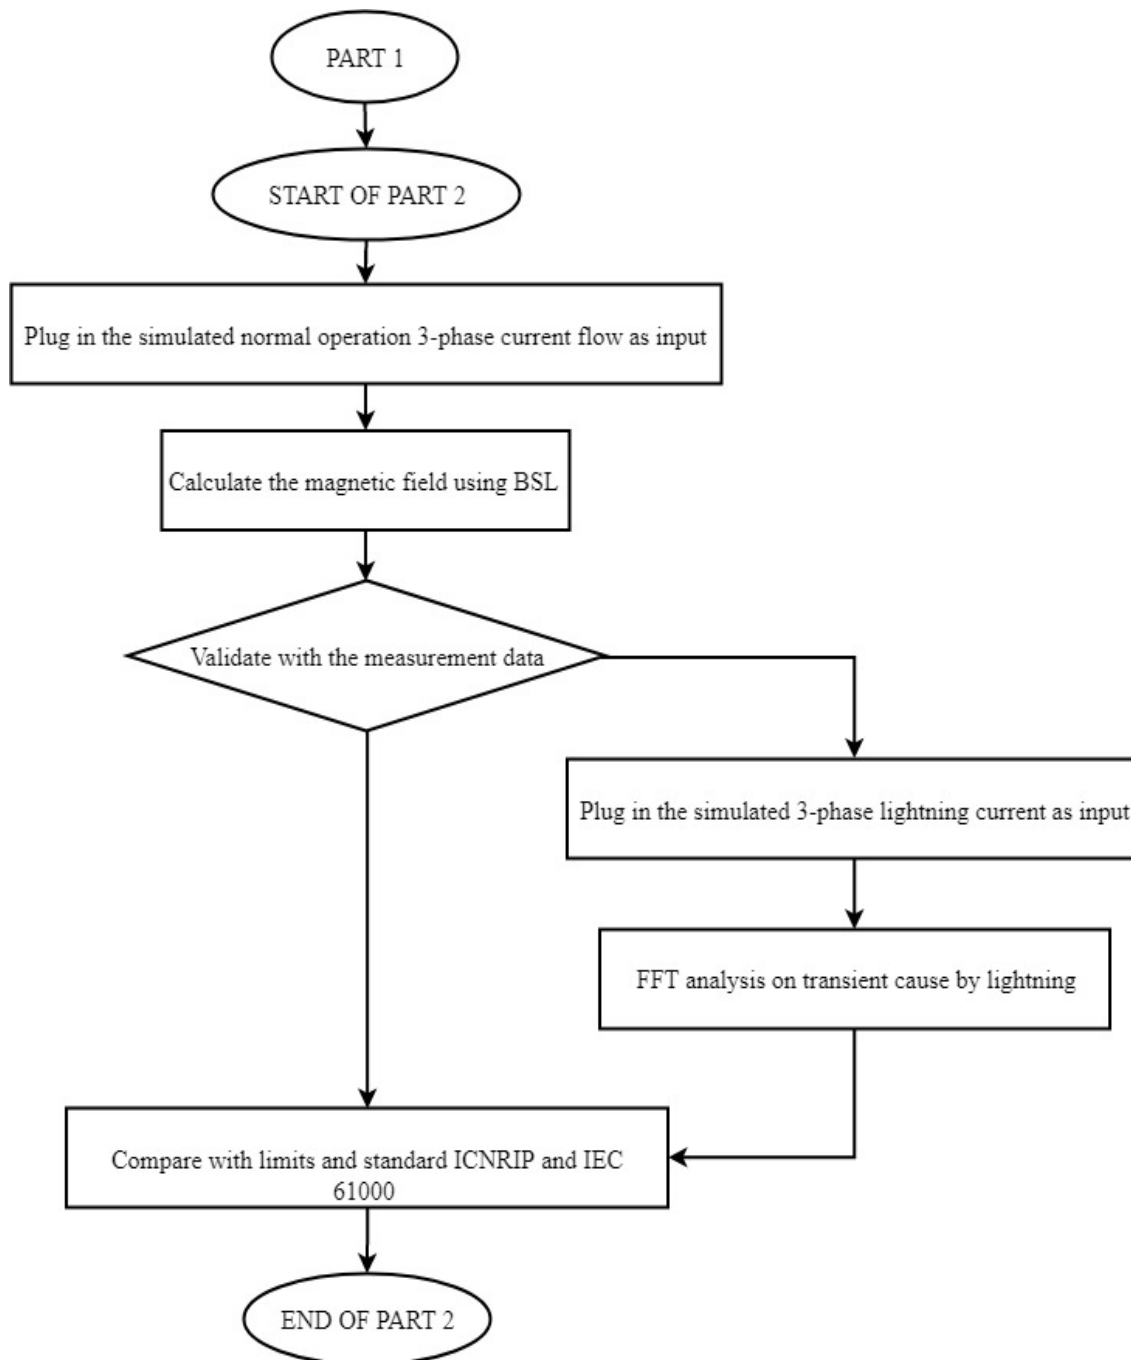 PART 1
START OF PART 2
Plug in the simulated normal operation 3-phase current flow as input
Calculate the magnetic field using BSL
Validate with the measurement data
Plug in the simulated 3-phase lightning current as input
FFT analysis on transient cause by lightning
Compare with limits and standard ICNRIP and IEC
61000
END OF PART 2